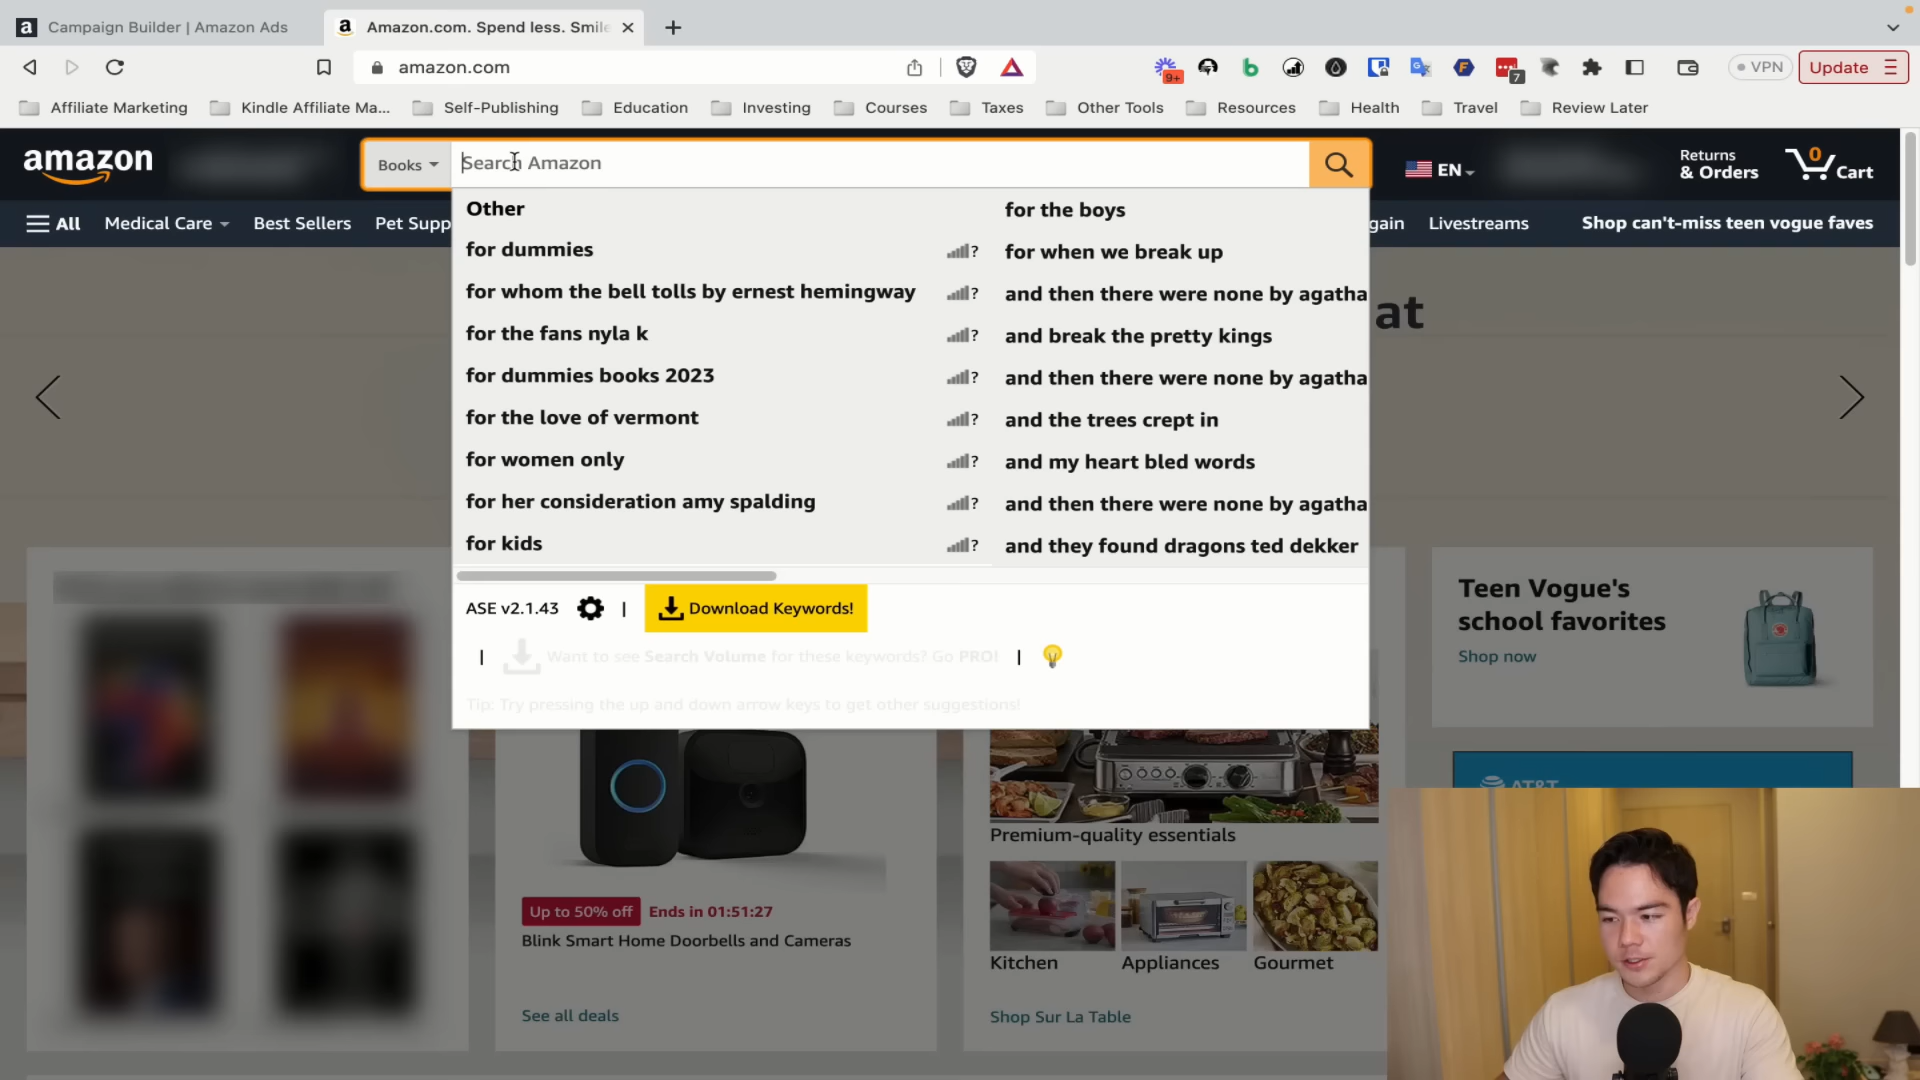 Campaign Builder | Amazon Ads
Amazon.com. Spend less. Smile
amazon.com
9+
7
VPN
Update
Affiliate Marketing
Kindle Affiliate Ma...
Self-Publishing
Education
Investing
Courses
Taxes
Other Tools
Resources
Health
Travel
Review Later
amazon
Books
Search Amazon
EN
Returns
& Orders
0
Cart
All
Medical Care
Best Sellers
Pet Supp
gain
Livestreams
Shop can't-miss teen vogue faves
Other
for dummies
?
for whom the bell tolls by ernest hemingway
?
for the fans nyla k
?
for dummies books 2023
?
for the love of vermont
?
for women only
?
for her consideration amy spalding
?
for kids
?
for the boys
for when we break up
and then there were none by agatha
and break the pretty kings
and then there were none by agatha
and the trees crept in
and my heart bled words
and then there were none by agatha
and they found dragons ted dekker
at
ASE v2.1.43
|
Download Keywords!
| Want to see Search Volume for these keywords? Go PRO! |
Tip: Try pressing the up and down arrow keys to get other suggestions!
Teen Vogue's
school favorites
Shop now
AT&T
Up to 50% off
Ends in 01:51:27
Blink Smart Home Doorbells and Cameras
See all deals
Premium-quality essentials
Kitchen
Appliances
Gourmet
Shop Sur La Table